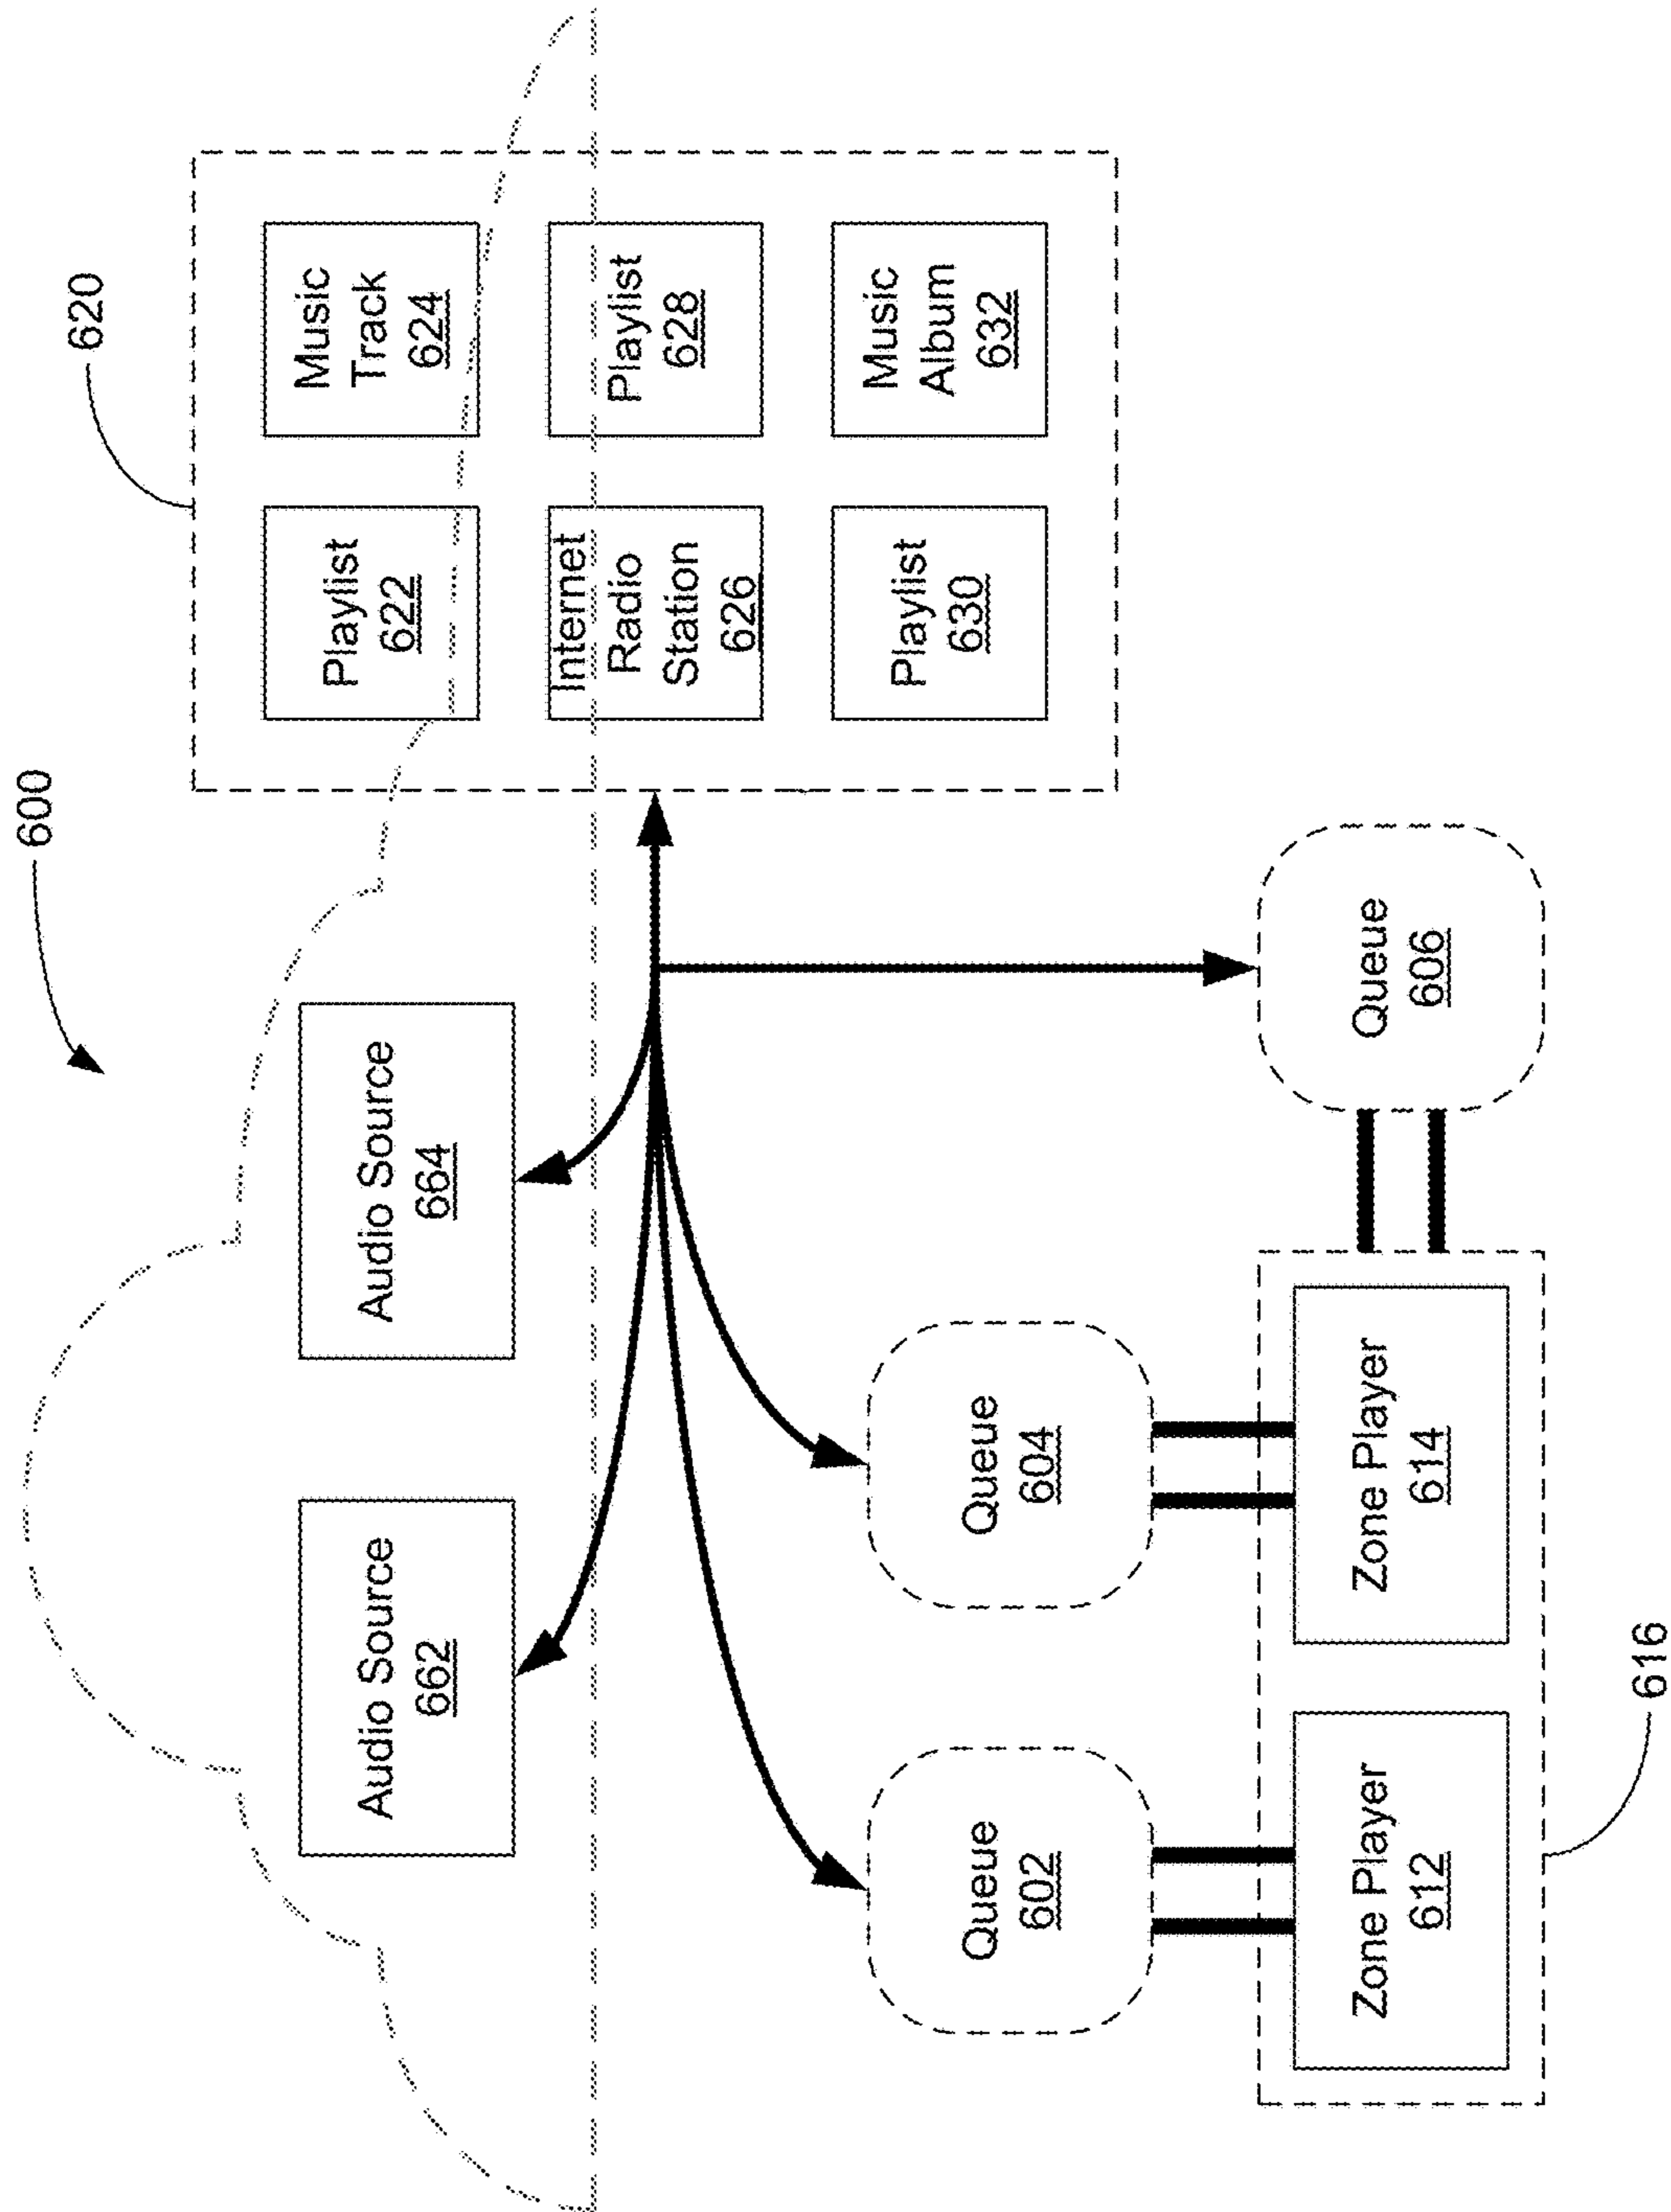 600
620
Audio Source
662
Audio Source
664
Playlist
622
Music
Track
624
Internet
Radio
Station
626
Playlist
628
Playlist
630
Music
Album
632
Queue
602
Queue
604
Queue
606
Zone Player
612
Zone Player
614
616